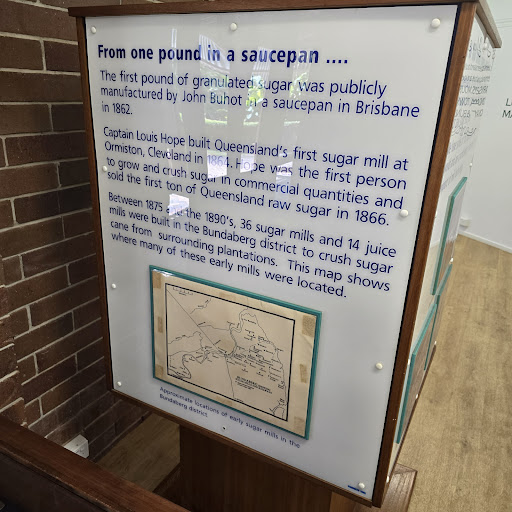 From one pound in a saucepan ....
The first pound of granulated sugar was publicly
manufactured by John Buhot in a saucepan in Brisbane
in 1862.
Captain Louis Hope built Queensland's first sugar mill at
Ormiston, Cleveland in 1864. Hope was the first person
to grow and crush sugar in commercial quantities and
sold the first ton of Queensland raw sugar in 1866.
Between 1875 and the 1890's, 36 sugar mills and 14 juice
mills were built in the Bundaberg district to crush sugar
cane from surrounding plantations. This map shows
where many of these early mills were located.
Approximate locations of early sugar mills in the
Bundaberg district